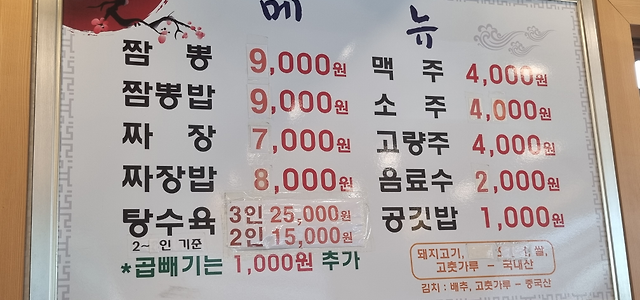 메뉴
짬뽕 9,000원
짬뽕밥 9,000원
짜장 7,000원
짜장밥 8,000원
탕수육 3인 25,000원
2~ 인 기준 2인 15,000원
*곱빼기는 1,000원 추가
맥주 4,000원
소주 4,000원
고량주 4,000원
음료수 2,000원
공깃밥 1,000원
돼지고기, 쌀,
고춧가루 - 국내산
김치 : 배추, 고춧가루 - 중국산